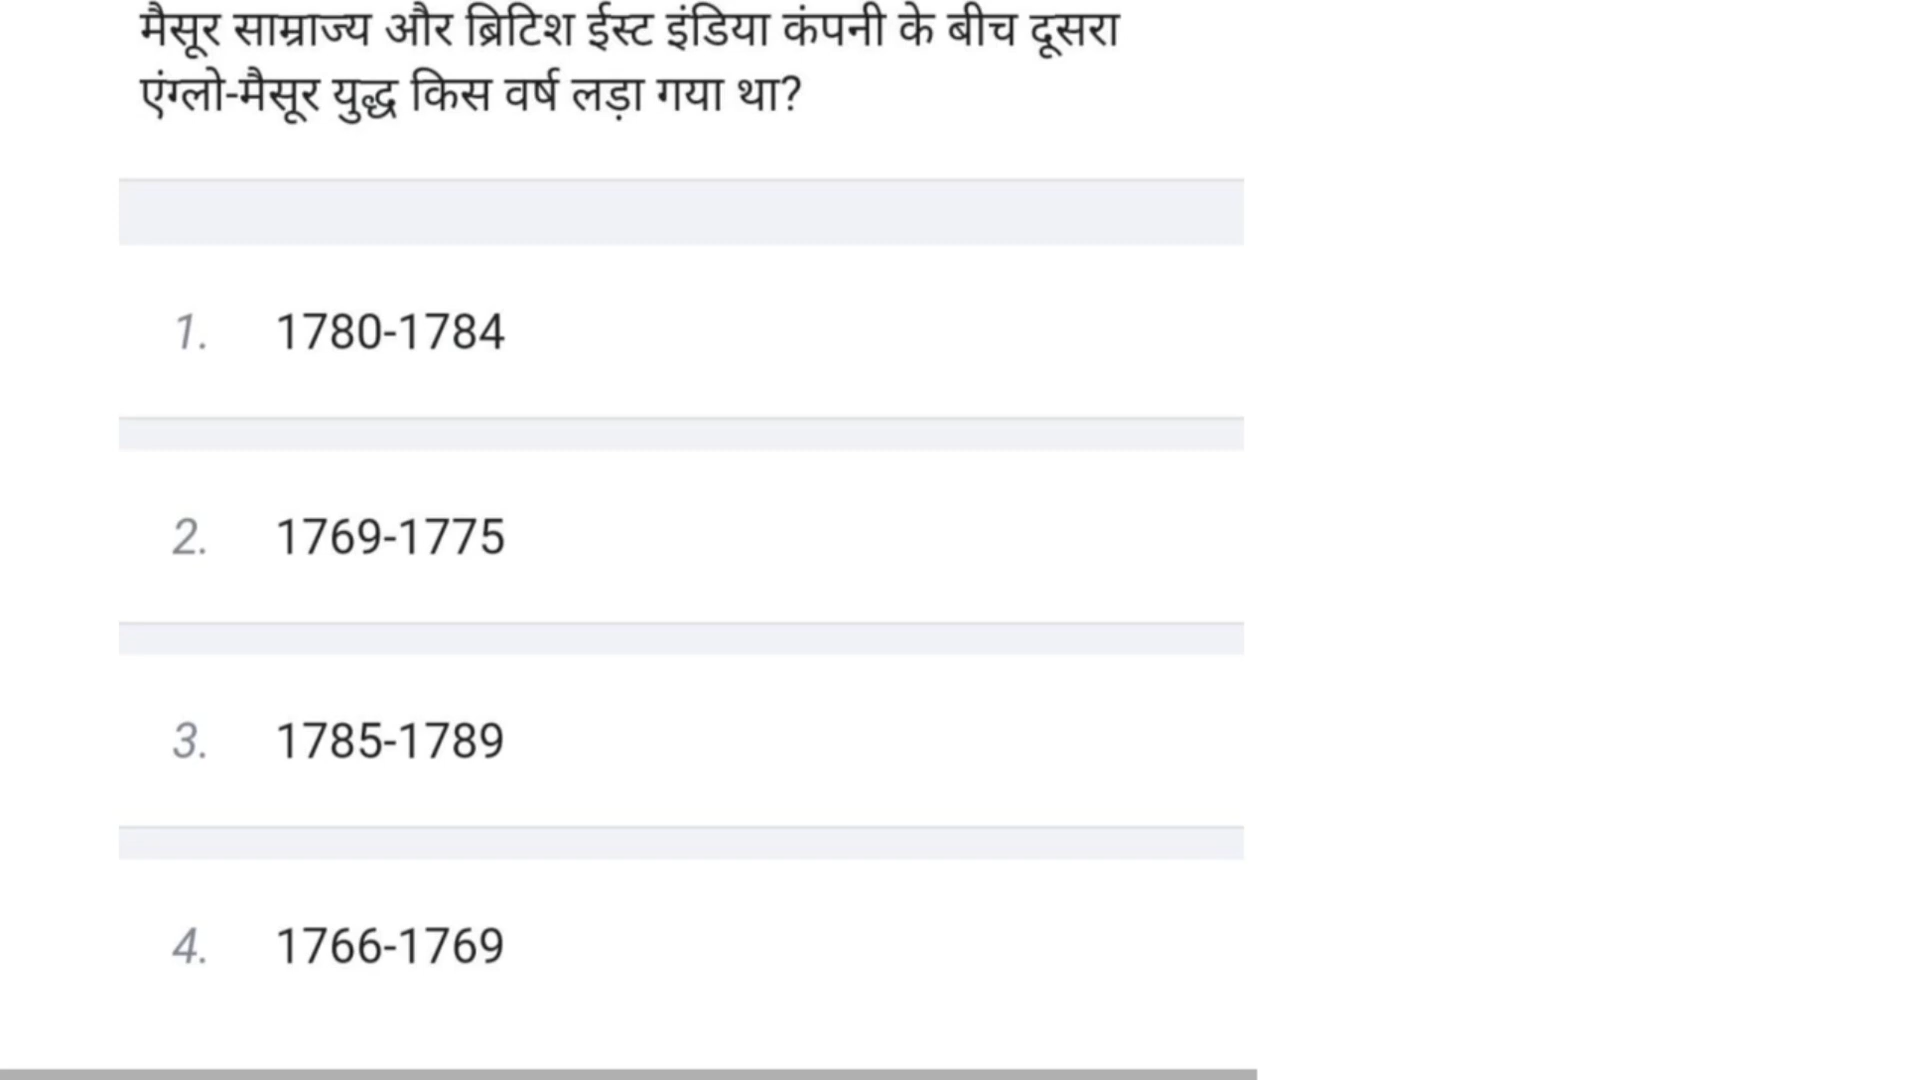 मैसूर साम्राज्य और ब्रिटिश ईस्ट इंडिया कंपनी के बीच दूसरा
एंग्लो-मैसूर युद्ध किस वर्ष लड़ा गया था?
1. 1780-1784
2. 1769-1775
3. 1785-1789
4. 1766-1769